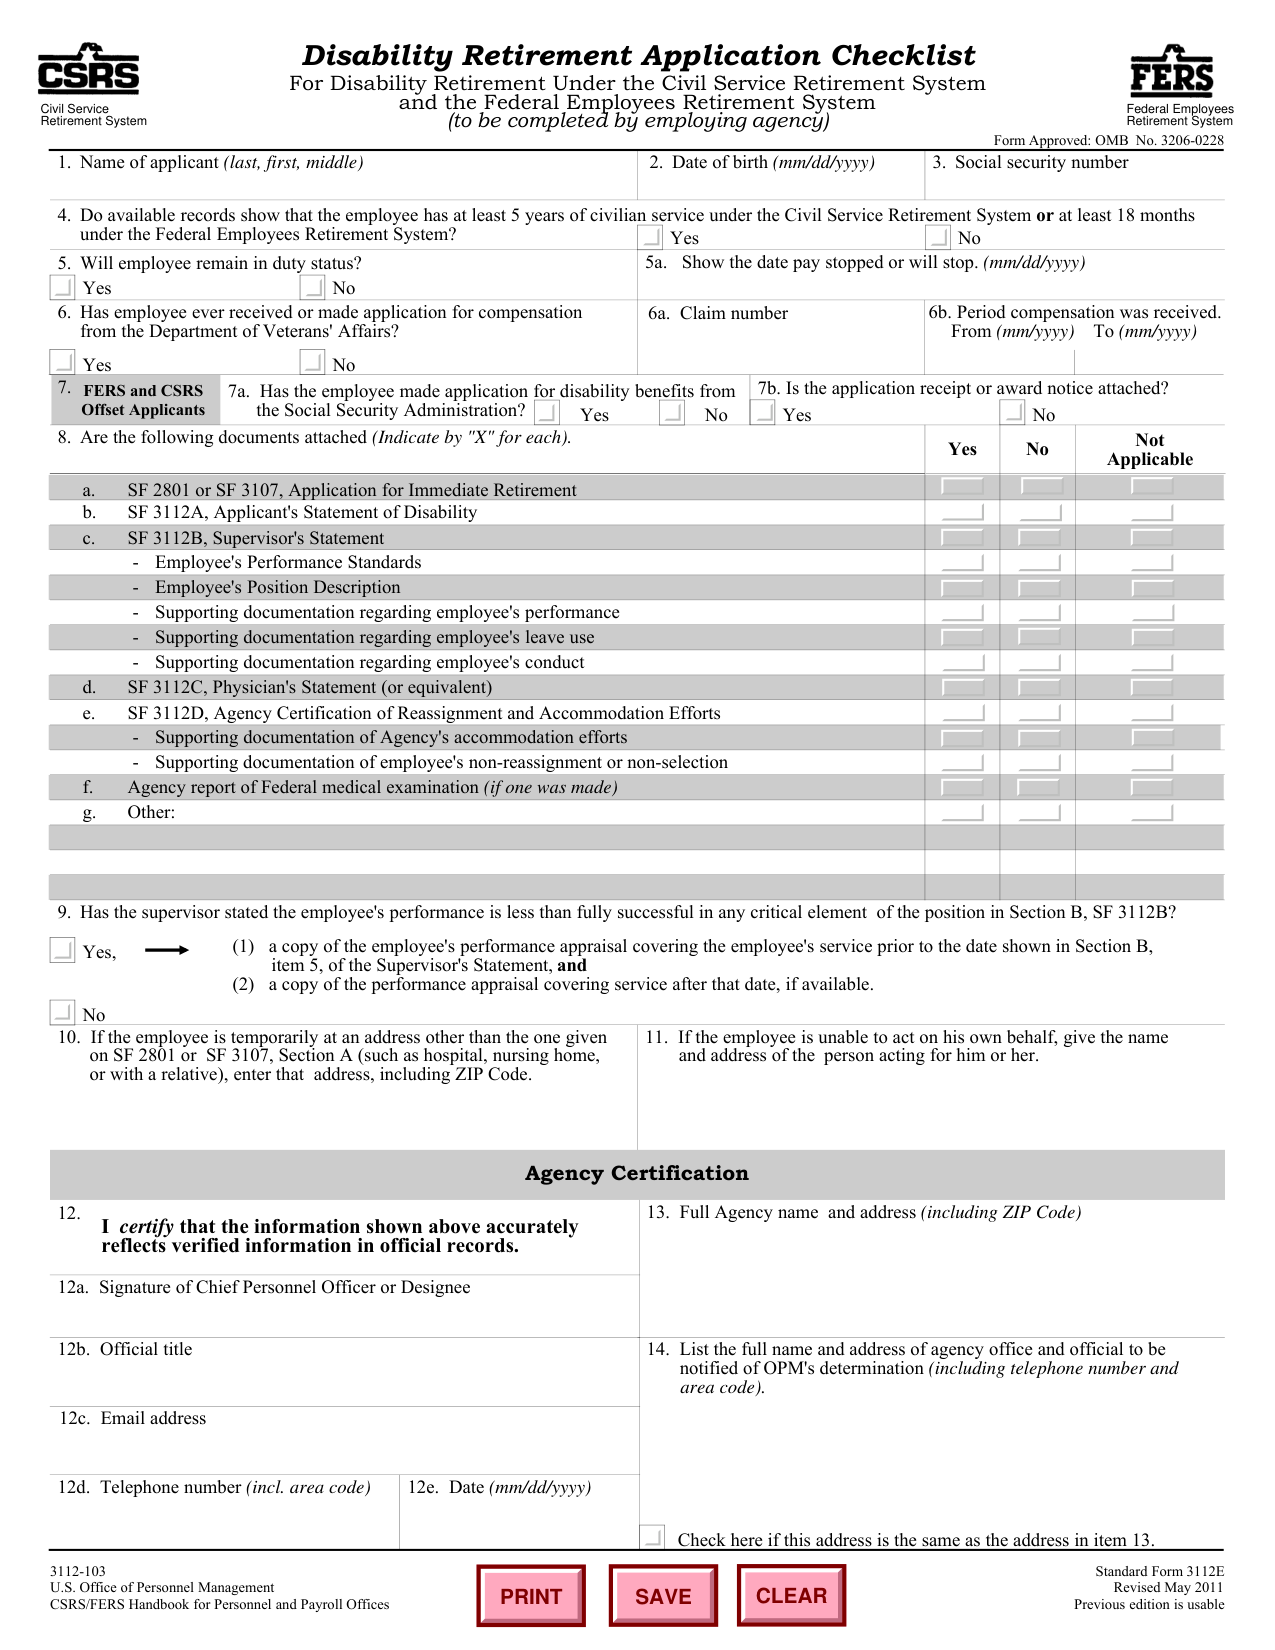 Disability Retirement Application Checklist
CSRS
Civil Service
Retirement System
For Disability Retirement Under the Civil Service Retirement System
and the Federal Employees Retirement System
(to be completed by employing agency)
FERS
Federal Employees
Retirement System
Form Approved: OMB No. 3206-0228
1. Name of applicant (last, first, middle)
2. Date of birth (mm/dd/yyyy)
3. Social security number
4. Do available records show that the employee has at least 5 years of civilian service under the Civil Service Retirement System or at least 18 months
under the Federal Employees Retirement System?
Yes
No
5. Will employee remain in duty status?
Yes
No
5a. Show the date pay stopped or will stop. (mm/dd/yyyy)
6. Has employee ever received or made application for compensation
from the Department of Veterans' Affairs?
Yes
No
6a. Claim number
6b. Period compensation was received.
From (mm/yyyy) To (mm/yyyy)
7. FERS and CSRS
Offset Applicants
7a. Has the employee made application for disability benefits from
the Social Security Administration?
Yes
No
7b. Is the application receipt or award notice attached?
Yes
No
8. Are the following documents attached (Indicate by "X" for each).
Yes
No
Not
Applicable
a. SF 2801 or SF 3107, Application for Immediate Retirement
b. SF 3112A, Applicant's Statement of Disability
c. SF 3112B, Supervisor's Statement
- Employee's Performance Standards
- Employee's Position Description
- Supporting documentation regarding employee's performance
- Supporting documentation regarding employee's leave use
- Supporting documentation regarding employee's conduct
d. SF 3112C, Physician's Statement (or equivalent)
e. SF 3112D, Agency Certification of Reassignment and Accommodation Efforts
- Supporting documentation of Agency's accommodation efforts
- Supporting documentation of employee's non-reassignment or non-selection
f. Agency report of Federal medical examination (if one was made)
g. Other:
9. Has the supervisor stated the employee's performance is less than fully successful in any critical element of the position in Section B, SF 3112B?
Yes,
(1) a copy of the employee's performance appraisal covering the employee's service prior to the date shown in Section B,
item 5, of the Supervisor's Statement, and
(2) a copy of the performance appraisal covering service after that date, if available.
No
10. If the employee is temporarily at an address other than the one given
on SF 2801 or SF 3107, Section A (such as hospital, nursing home,
or with a relative), enter that address, including ZIP Code.
11. If the employee is unable to act on his own behalf, give the name
and address of the person acting for him or her.
Agency Certification
12.
I certify that the information shown above accurately
reflects verified information in official records.
12a. Signature of Chief Personnel Officer or Designee
12b. Official title
12c. Email address
12d. Telephone number (incl. area code)
12e. Date (mm/dd/yyyy)
13. Full Agency name and address (including ZIP Code)
14. List the full name and address of agency office and official to be
notified of OPM's determination (including telephone number and
area code).
Check here if this address is the same as the address in item 13.
3112-103
U.S. Office of Personnel Management
CSRS/FERS Handbook for Personnel and Payroll Offices
PRINT
SAVE
CLEAR
Standard Form 3112E
Revised May 2011
Previous edition is usable